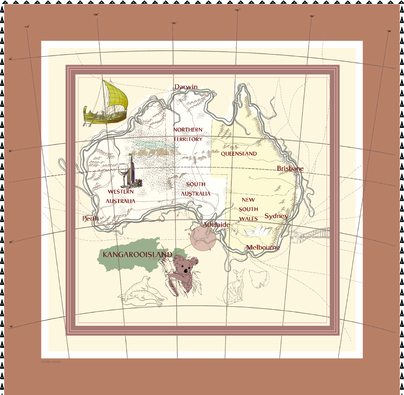 Darwin
NORTHERN
TERRITORY
QUEENSLAND
Brisbane
WESTERN
AUSTRALIA
SOUTH
AUSTRALIA
NEW
SOUTH
WALES
Perth
Adelaide
Sydney
Melbourne
KANGAROOISLAND